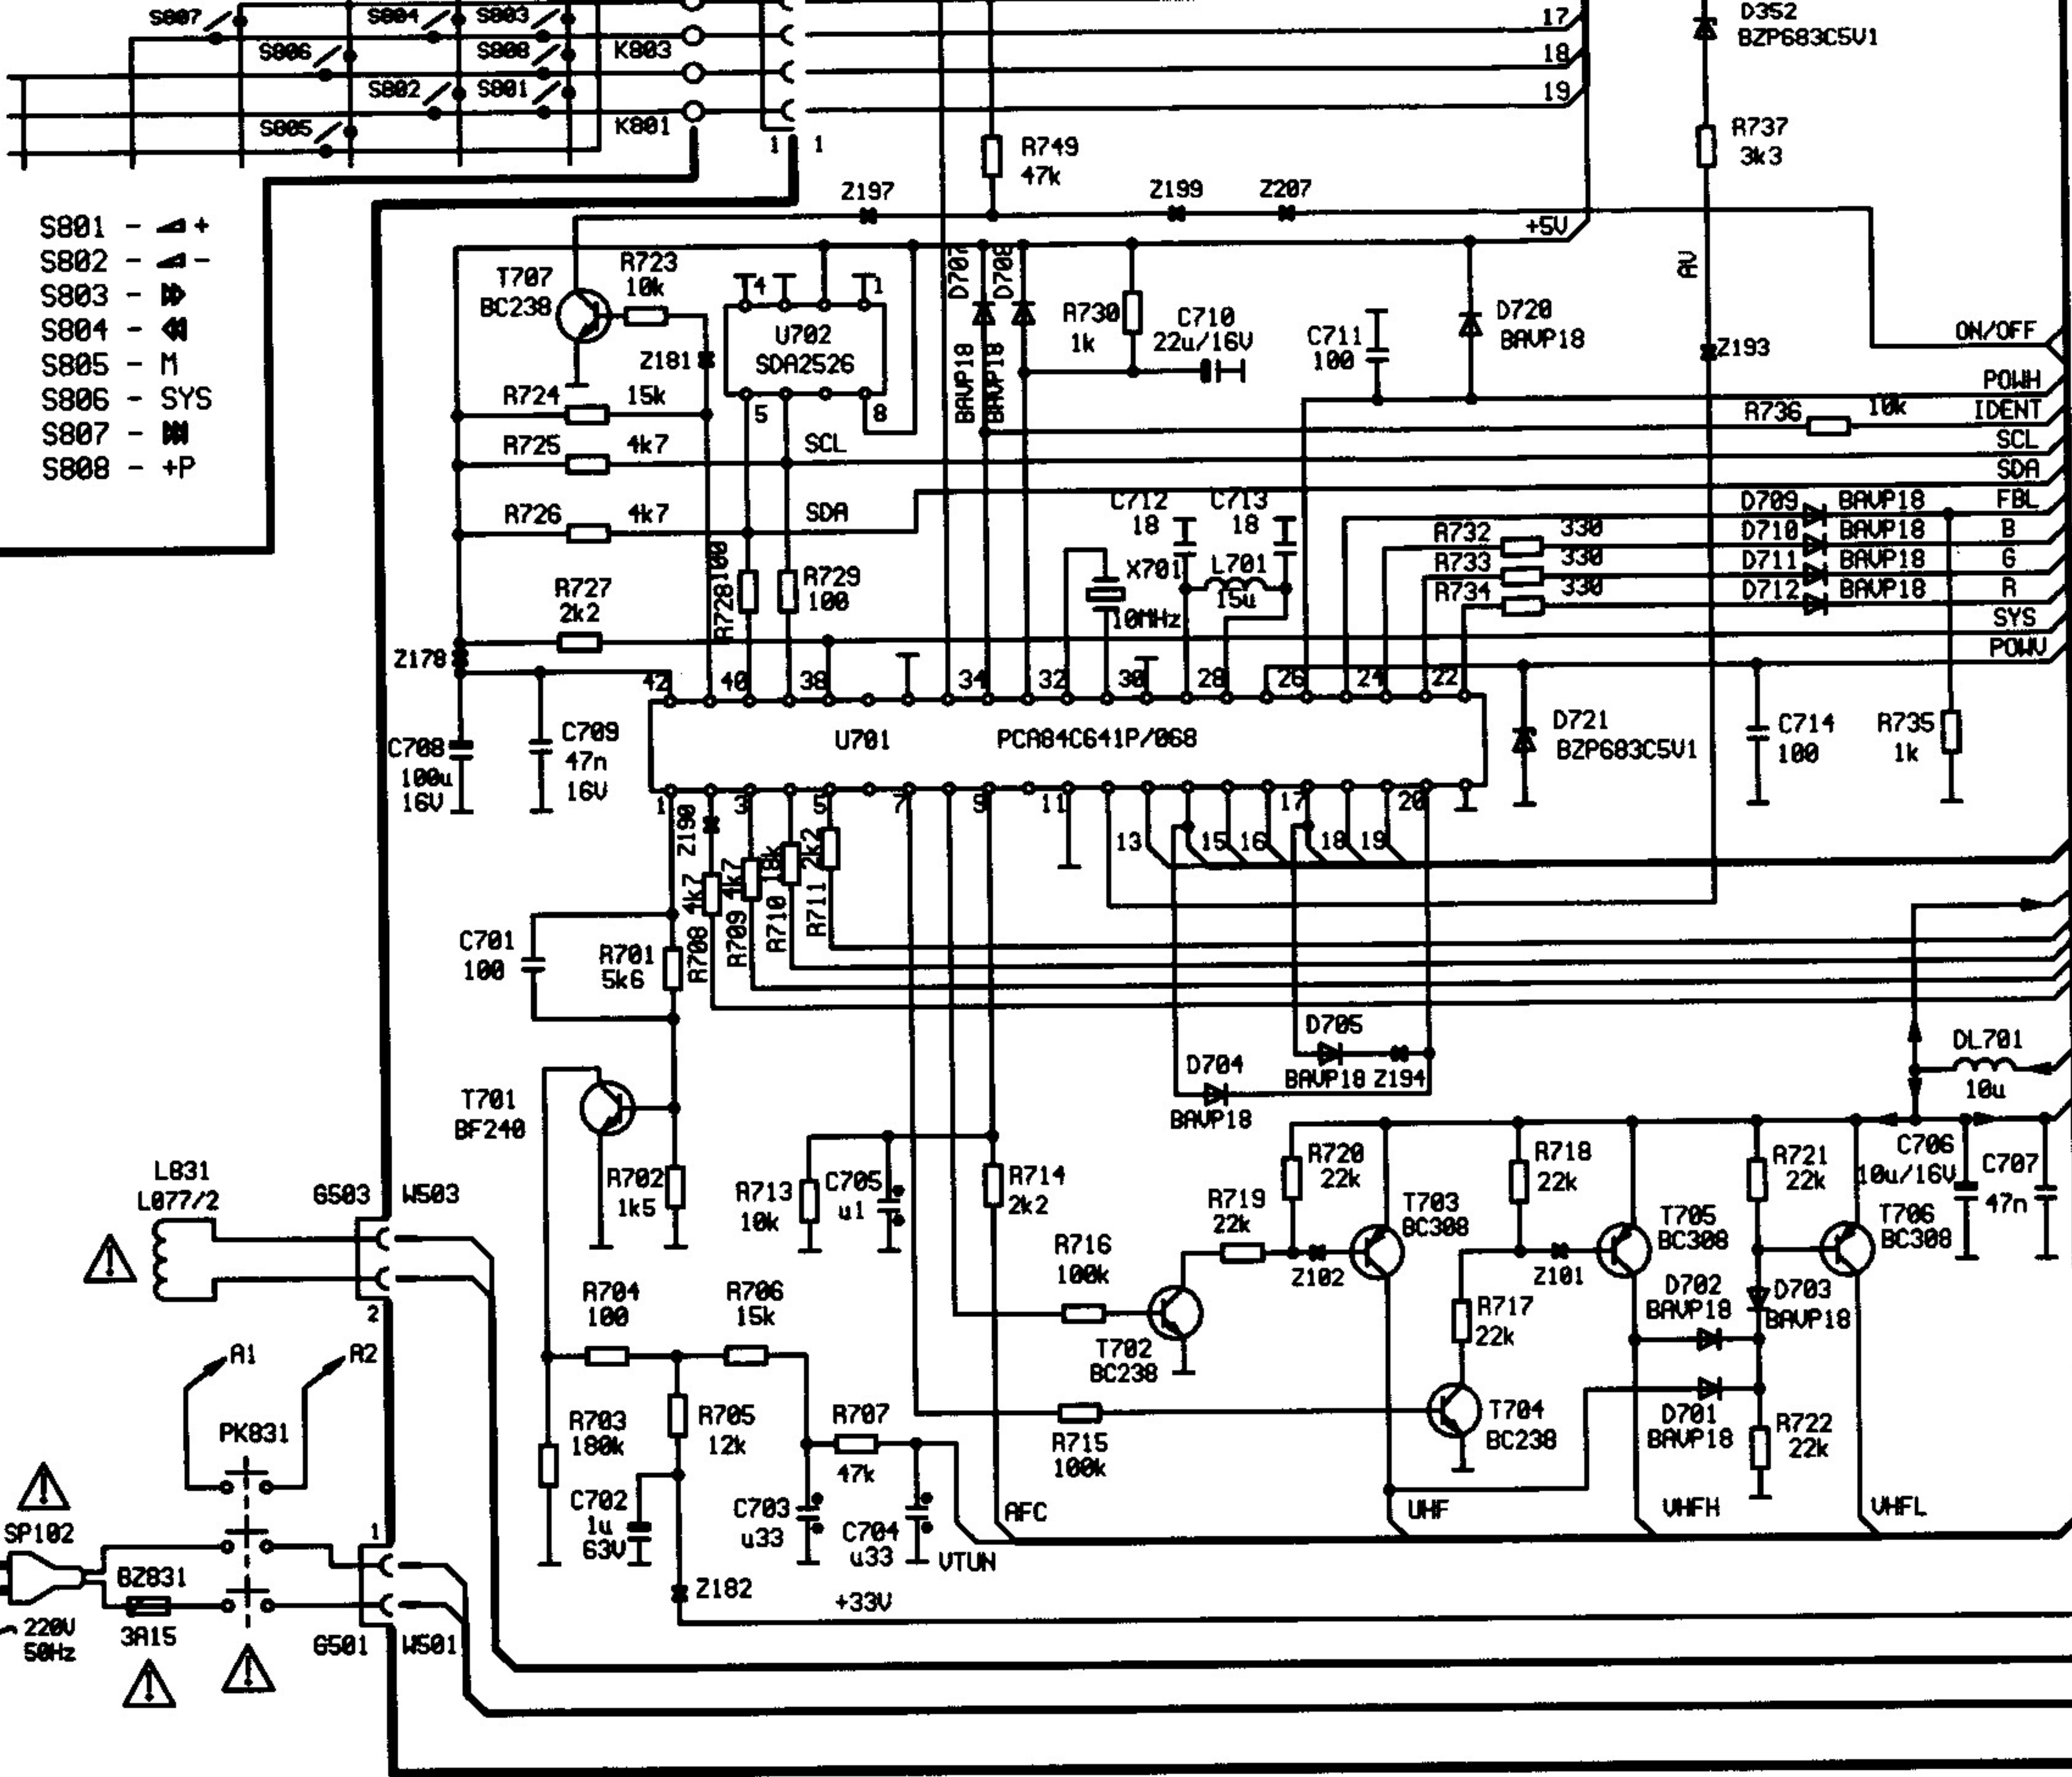 S807
S804
S803
S806
S808
K803
S802
S801
S805
K801
1
1
17
18
19
D352
BZP683C5V1
R737
3k3
R749
47k
Z197
Z199
Z207
+5V
AV
S801 - +
S802 - -
S803 -
S804 -
S805 - M
S806 - SYS
S807 -
S808 - +P
T707
BC238
R723
10k
Z181
4
1
U702
SDA2526
5
8
D707
D708
BAVP18
BAVP18
R730
1k
C710
22u/16V
C711
100
D720
BAVP18
Z193
ON/OFF
POWH
R724
15k
R736
10k
IDENT
R725
4k7
SCL
SCL
SDA
R726
4k7
SDA
C712
18
C713
18
D709
BAVP18
FBL
R732
330
D710
BAVP18
B
R733
330
D711
BAVP18
G
R734
330
D712
BAVP18
R
X701
10MHz
L701
15u
R728
100
R729
100
R727
2k2
SYS
POWV
Z178
42
40
38
34
32
30
28
26
24
22
U701
PCA84C641P/068
C708
100u
16V
C709
47n
16V
D721
BZP683C5V1
C714
100
R735
1k
1
3
5
7
9
11
17
20
13
15
16
18
19
Z190
4k7
R708
4k7
R709
18k
R710
2k2
R711
C701
100
R701
5k6
D705
BAVP18
Z194
D704
BAVP18
DL701
10u
T701
BF240
R702
1k5
R713
10k
C705
u1
R714
2k2
R720
22k
R719
22k
T703
BC308
Z102
R718
22k
T705
BC308
Z101
R721
22k
T706
BC308
C706
10u/16V
C707
47n
L831
L077/2
G503
W503
2
R716
100k
T702
BC238
R717
22k
D702
BAVP18
D703
BAVP18
R704
100
R706
15k
A1
A2
PK831
R703
180k
R705
12k
R707
47k
R715
100k
T704
BC238
D701
BAVP18
R722
22k
C702
1u
63V
C703
u33
C704
u33
VTUN
AFC
UHF
VHFH
VHFL
SP102
BZ831
3A15
220V
50Hz
1
G501
W501
Z182
+33V